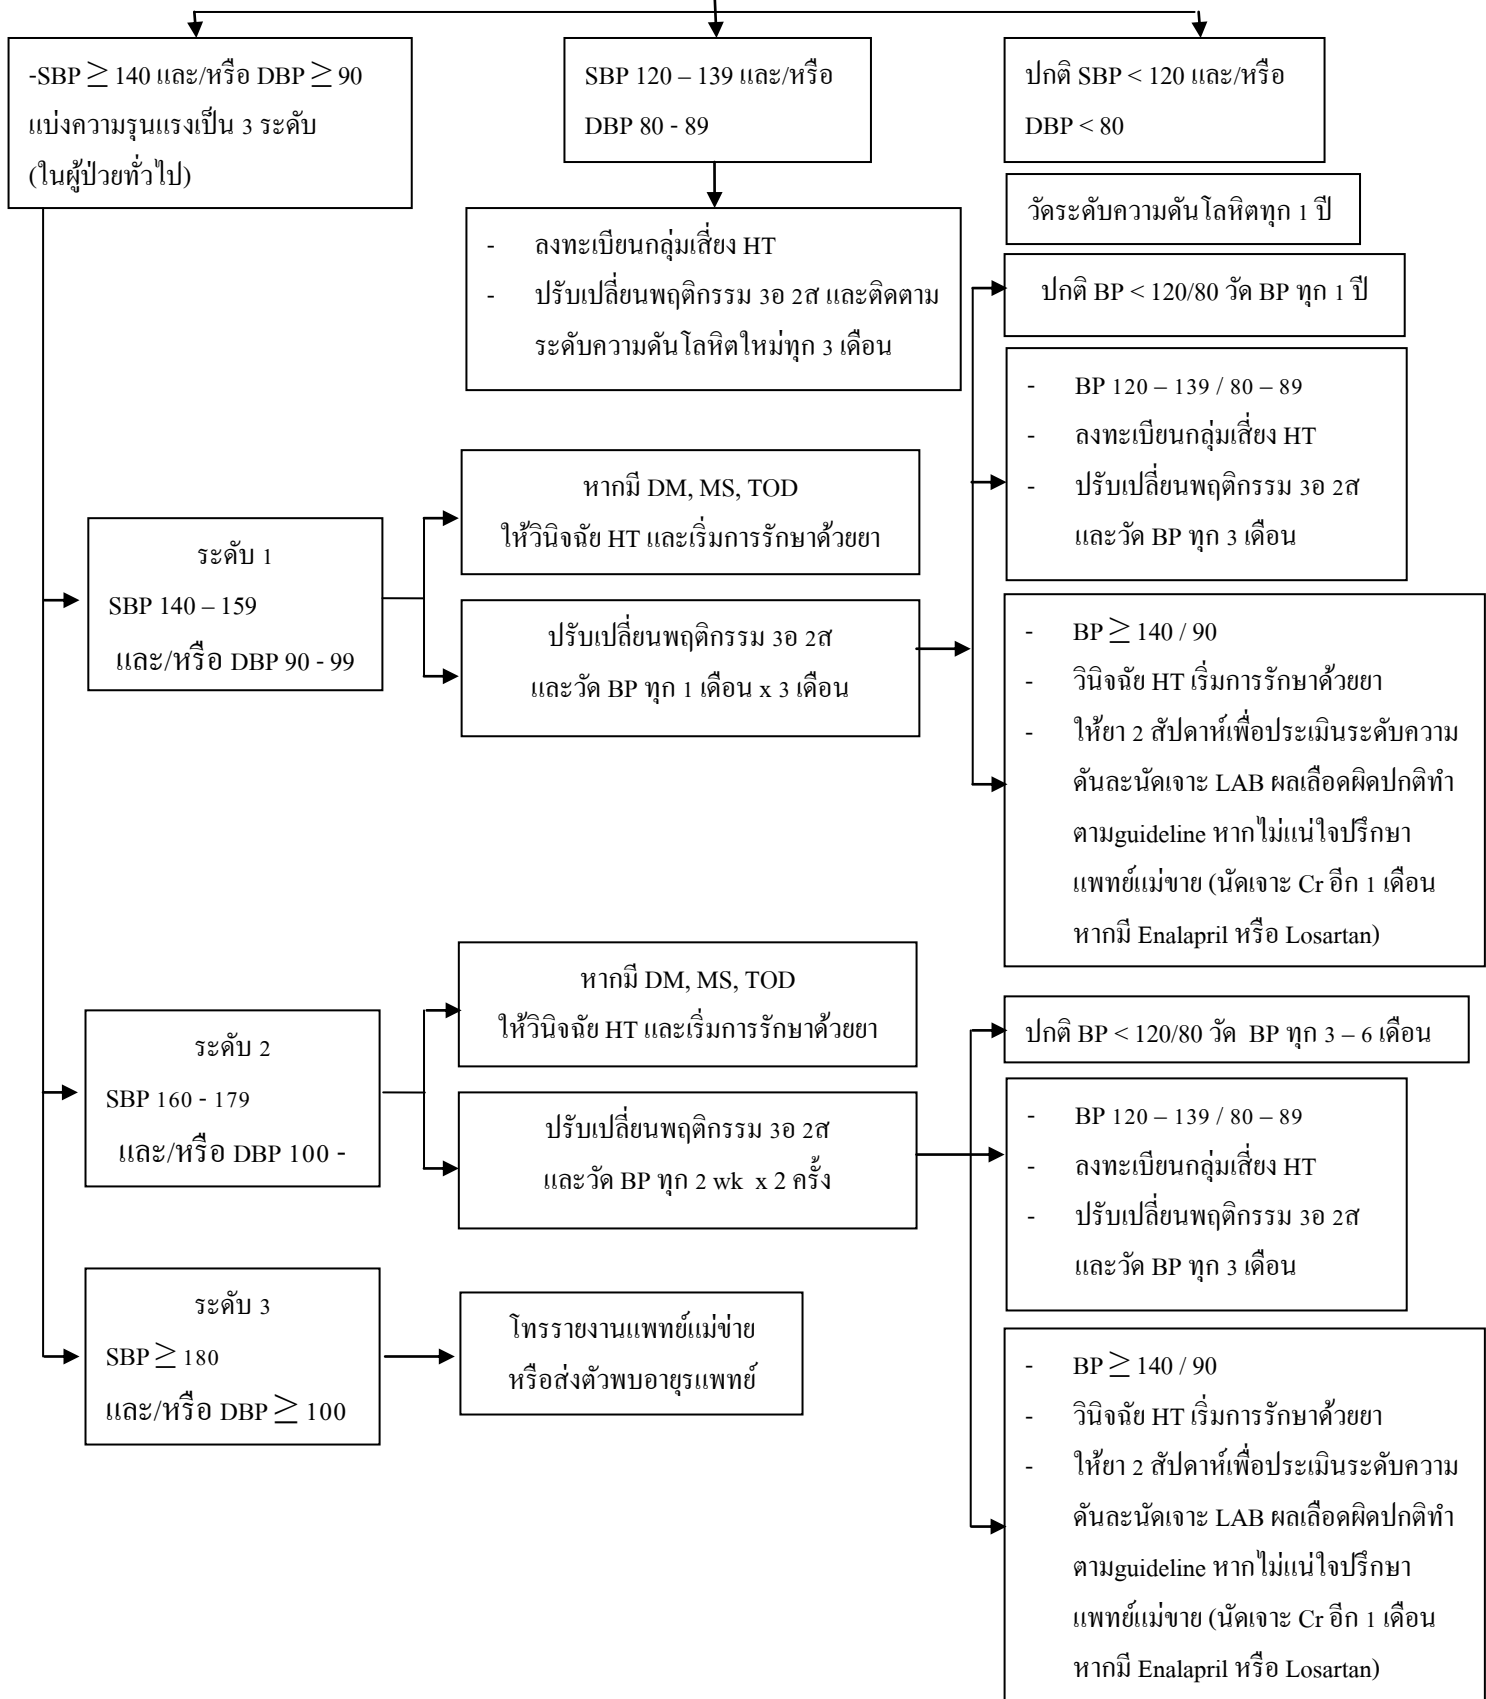 -SBP ≥ 140 และ/หรือ DBP ≥ 90
แบ่งความรุนแรงเป็น 3 ระดับ
(ในผู้ป่วยทั่วไป)
SBP 120 – 139 และ/หรือ
DBP 80 - 89
ปกติ SBP < 120 และ/หรือ
DBP < 80
วัดระดับความดันโลหิตทุก 1 ปี
- ลงทะเบียนกลุ่มเสี่ยง HT
- ปรับเปลี่ยนพฤติกรรม 3อ 2ส และติดตาม
ระดับความดันโลหิตใหม่ทุก 3 เดือน
ปกติ BP < 120/80 วัด BP ทุก 1 ปี
- BP 120 – 139 / 80 – 89
- ลงทะเบียนกลุ่มเสี่ยง HT
- ปรับเปลี่ยนพฤติกรรม 3อ 2ส
และวัด BP ทุก 3 เดือน
หากมี DM, MS, TOD
ให้วินิจฉัย HT และเริ่มการรักษาด้วยยา
ระดับ 1
SBP 140 – 159
และ/หรือ DBP 90 - 99
ปรับเปลี่ยนพฤติกรรม 3อ 2ส
และวัด BP ทุก 1 เดือน x 3 เดือน
- BP ≥ 140 / 90
- วินิจฉัย HT เริ่มการรักษาด้วยยา
- ให้ยา 2 สัปดาห์เพื่อประเมินระดับความ
ดันละนัดเจาะ LAB ผลเลือดผิดปกติทำ
ตามguideline หากไม่แน่ใจปรึกษา
แพทย์แม่ขาย (นัดเจาะ Cr อีก 1 เดือน
หากมี Enalapril หรือ Losartan)
หากมี DM, MS, TOD
ให้วินิจฉัย HT และเริ่มการรักษาด้วยยา
ระดับ 2
SBP 160 - 179
และ/หรือ DBP 100 -
ปรับเปลี่ยนพฤติกรรม 3อ 2ส
และวัด BP ทุก 2 wk x 2 ครั้ง
ปกติ BP < 120/80 วัด BP ทุก 3 – 6 เดือน
- BP 120 – 139 / 80 – 89
- ลงทะเบียนกลุ่มเสี่ยง HT
- ปรับเปลี่ยนพฤติกรรม 3อ 2ส
และวัด BP ทุก 3 เดือน
ระดับ 3
SBP ≥ 180
และ/หรือ DBP ≥ 100
โทรรายงานแพทย์แม่ข่าย
หรือส่งตัวพบอายุรแพทย์
- BP ≥ 140 / 90
- วินิจฉัย HT เริ่มการรักษาด้วยยา
- ให้ยา 2 สัปดาห์เพื่อประเมินระดับความ
ดันละนัดเจาะ LAB ผลเลือดผิดปกติทำ
ตามguideline หากไม่แน่ใจปรึกษา
แพทย์แม่ขาย (นัดเจาะ Cr อีก 1 เดือน
หากมี Enalapril หรือ Losartan)